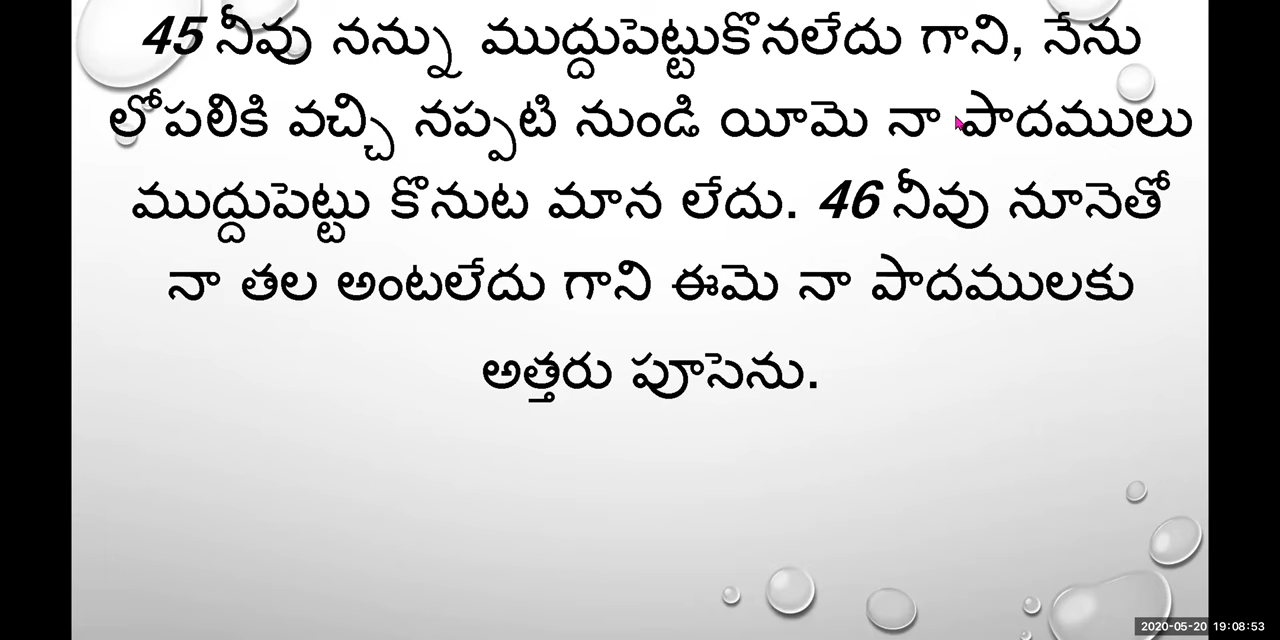 45 నీవు నన్ను ముద్దుపెట్టుకొనలేదు గాని, నేను
లోపలికి వచ్చి నప్పటి నుండి యీమె నా పాదములు
ముద్దుపెట్టు కొనుట మాన లేదు. 46 నీవు నూనెతో
నా తల అంటలేదు గాని ఈమె నా పాదములకు
అత్తరు పూసెను.
2020-05-20 19:08:53